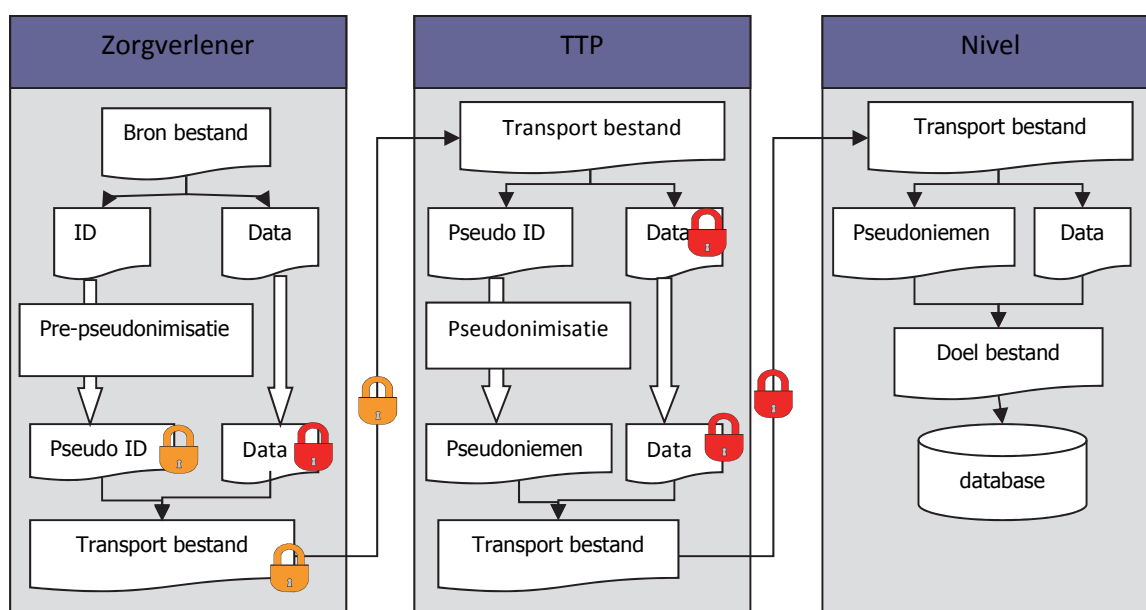 Zorgverlener
Bron bestand
ID
Data
Pre-pseudonimisatie
Pseudo ID
Data
Transport bestand
TTP
Transport bestand
Pseudo ID
Data
Pseudonimisatie
Pseudoniemen
Data
Transport bestand
Nivel
Transport bestand
Pseudoniemen
Data
Doel bestand
database